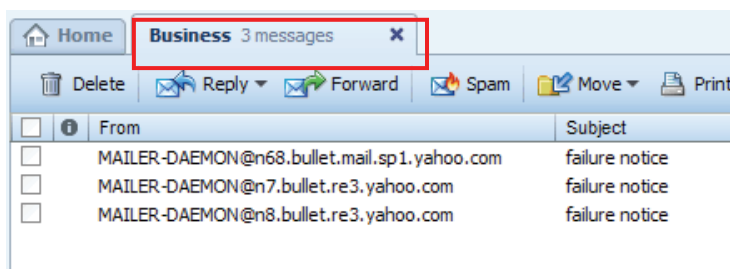 Home Business 3 messages
Delete Reply Forward Spam Move Print
From Subject
MAILER-DAEMON@n68.bullet.mail.sp1.yahoo.com failure notice
MAILER-DAEMON@n7.bullet.re3.yahoo.com failure notice
MAILER-DAEMON@n8.bullet.re3.yahoo.com failure notice